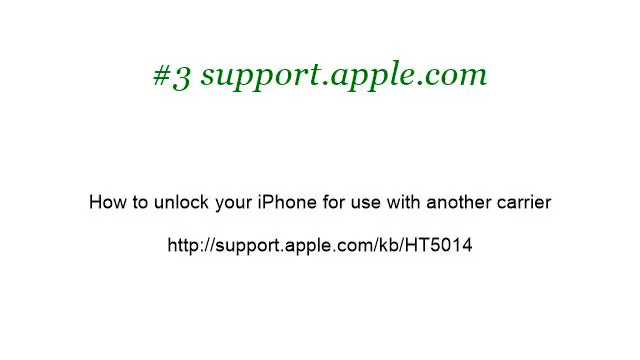 #3 support.apple.com
How to unlock your iPhone for use with another carrier
http://support.apple.com/kb/HT5014